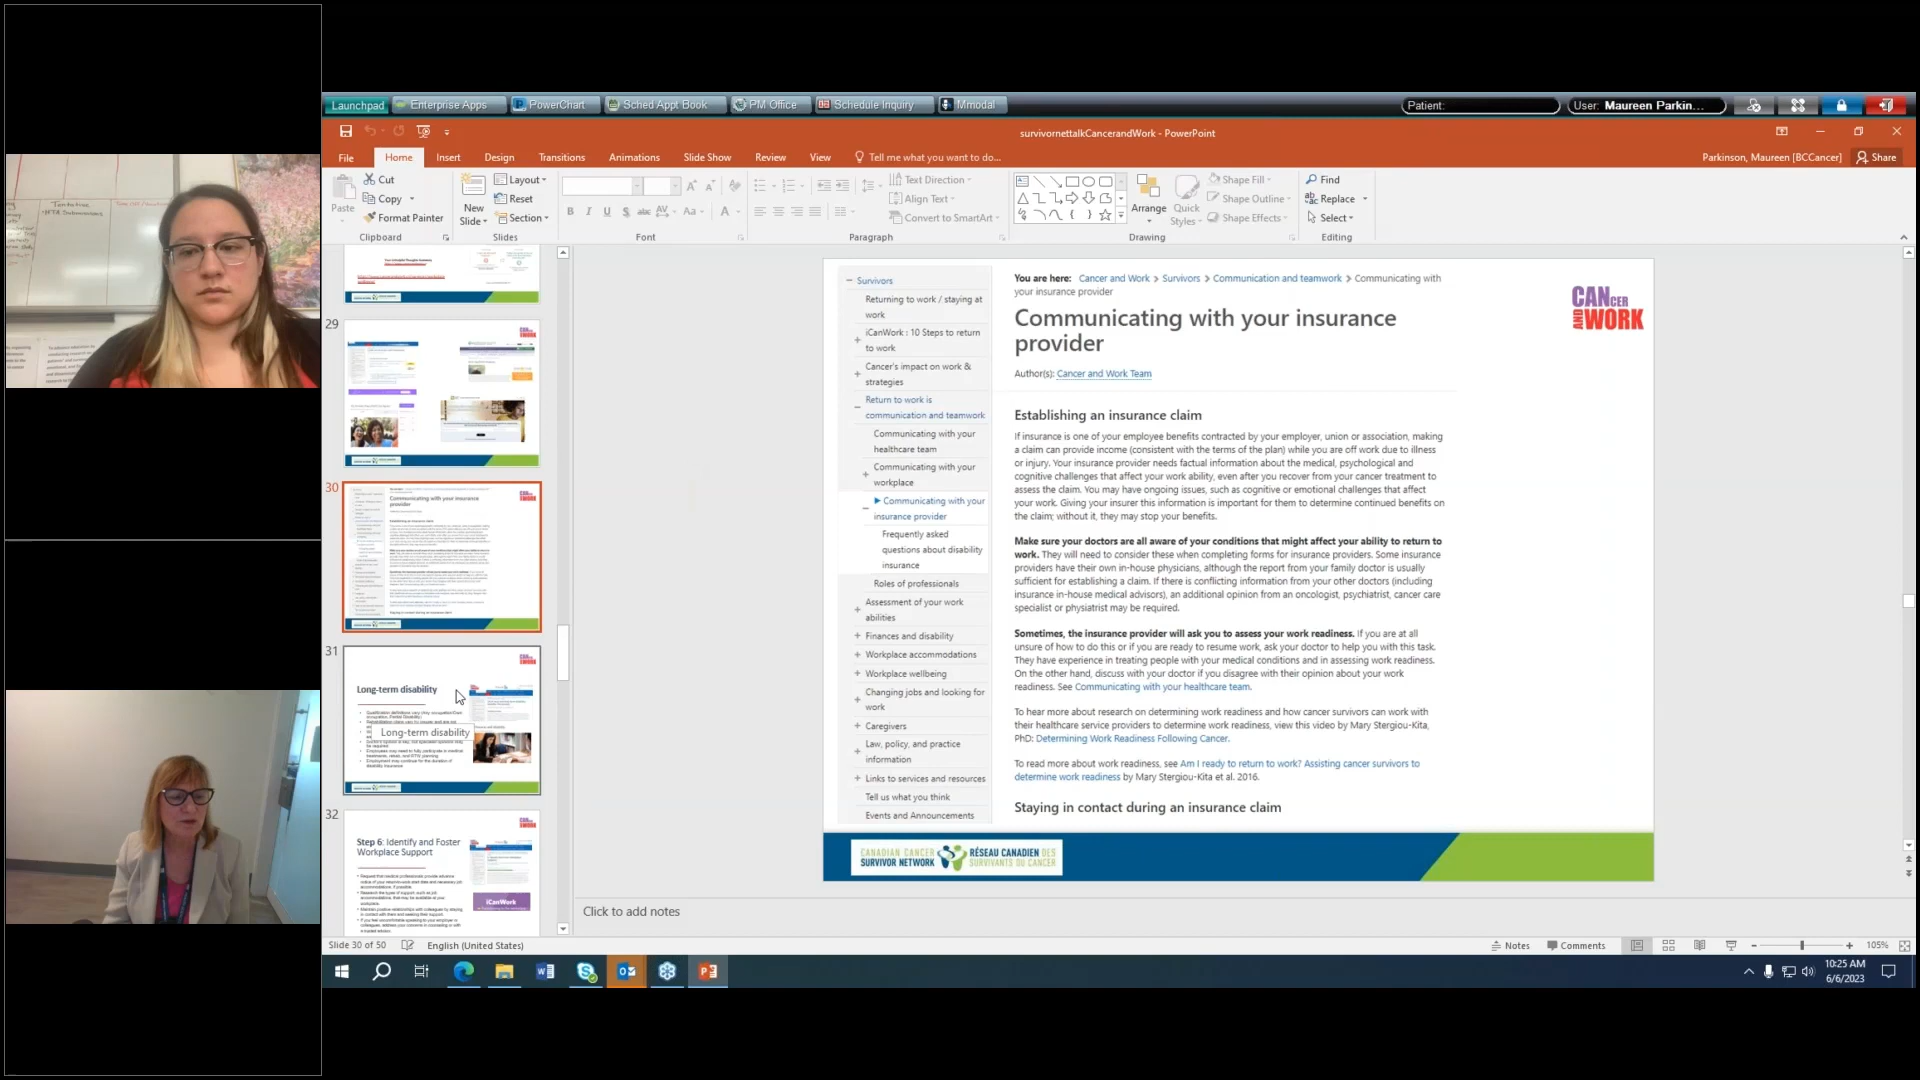 Launchpad Enterprise Apps PowerChart Sched Appt Book PM Office Schedule Inquiry Mmodal Patient: User: Maureen Parkin...
survivornettalkCancerandWork - PowerPoint
File Home Insert Design Transitions Animations Slide Show Review View Tell me what you want to do... Parkinson, Maureen [BCCancer] Share
Paste
Cut
Copy
Format Painter
Clipboard
New
Slide
Layout
Reset
Section
Slides
Font
Text Direction
Align Text
Convert to SmartArt
Paragraph
Arrange
Quick
Styles
Shape Fill
Shape Outline
Shape Effects
Drawing
Find
Replace
Select
Editing
29
30
Communicating with your insurance
provider
31
Long-term disability
Long-term disability
32
Step 6: Identify and Foster
Workplace Support
iCanWork
Survivors
Returning to work / staying at
work
iCanWork : 10 Steps to return
to work
Cancer's impact on work &
strategies
Return to work is
communication and teamwork
Communicating with your
healthcare team
Communicating with your
workplace
Communicating with your
insurance provider
Frequently asked
questions about disability
insurance
Roles of professionals
Assessment of your work
abilities
Finances and disability
Workplace accommodations
Workplace wellbeing
Changing jobs and looking for
work
Caregivers
Law, policy, and practice
information
Links to services and resources
Tell us what you think
Events and Announcements
You are here: Cancer and Work > Survivors > Communication and teamwork > Communicating with
your insurance provider
CANCER
AND WORK
Communicating with your insurance
provider
Author(s): Cancer and Work Team
Establishing an insurance claim
If insurance is one of your employee benefits contracted by your employer, union or association, making
a claim can provide income (consistent with the terms of the plan) while you are off work due to illness
or injury. Your insurance provider needs factual information about the medical, psychological and
cognitive challenges that affect your work ability, even after you recover from your cancer treatment to
assess the claim. You may have ongoing issues, such as cognitive or emotional challenges that affect
your work. Giving your insurer this information is important for them to determine continued benefits on
the claim; without it, they may stop your benefits.
Make sure your doctors are all aware of your conditions that might affect your ability to return to
work. They will need to consider these when completing forms for insurance providers. Some insurance
providers have their own in-house physicians, although the report from your family doctor is usually
sufficient for establishing a claim. If there is conflicting information from your other doctors (including
insurance in-house medical advisors), an additional opinion from an oncologist, psychiatrist, cancer care
specialist or physiatrist may be required.
Sometimes, the insurance provider will ask you to assess your work readiness. If you are at all
unsure of how to do this or if you are ready to resume work, ask your doctor to help you with this task.
They have experience in treating people with your medical conditions and in assessing work readiness.
On the other hand, discuss with your doctor if you disagree with their opinion about your work
readiness. See Communicating with your healthcare team.
To hear more about research on determining work readiness and how cancer survivors can work with
their healthcare service providers to determine work readiness, view this video by Mary Stergiou-Kita,
PhD: Determining Work Readiness Following Cancer.
To read more about work readiness, see Am I ready to return to work? Assisting cancer survivors to
determine work readiness by Mary Stergiou-Kita et al. 2016.
Staying in contact during an insurance claim
CANADIAN CANCER
SURVIVOR NETWORK
RÉSEAU CANADIEN DES
SURVIVANTS DU CANCER
Click to add notes
Slide 30 of 50 English (United States) Notes Comments 105%
10:25 AM
6/6/2023